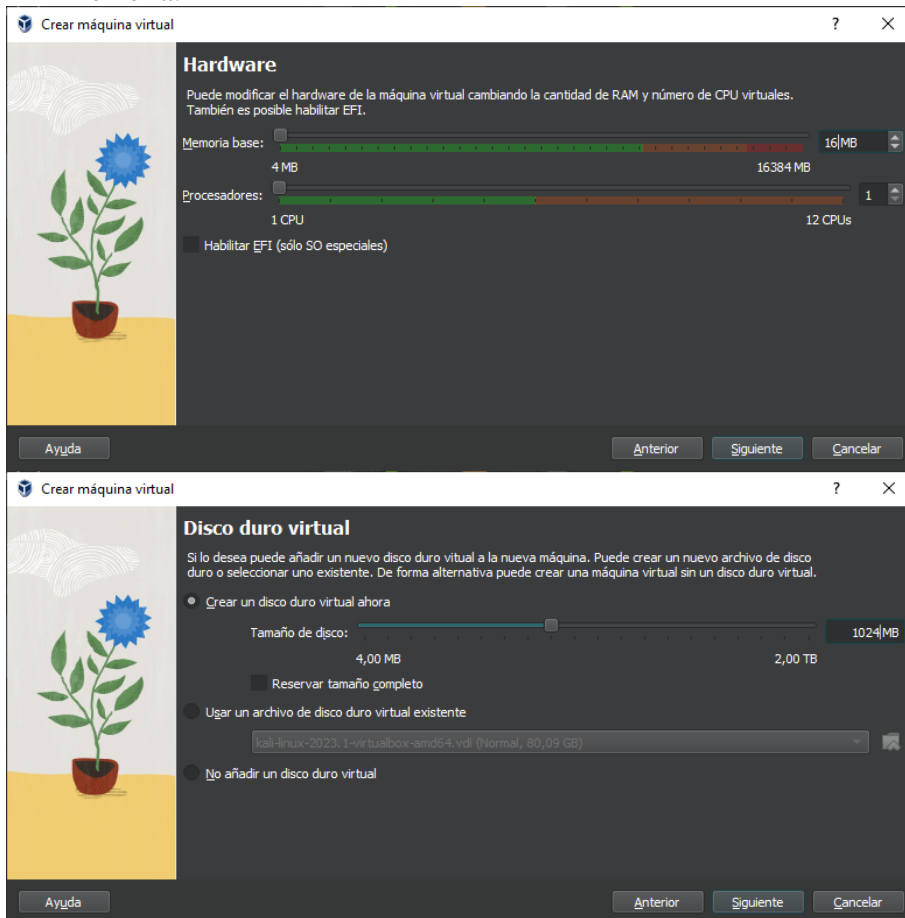 Crear máquina virtual
?
Hardware
Puede modificar el hardware de la máquina virtual cambiando la cantidad de RAM y número de CPU virtuales.
También es posible habilitar EFI.
Memoria base:
16 MB
4 MB
16384 MB
Procesadores:
1
1 CPU
12 CPUs
Habilitar EFI (sólo SO especiales)
Ayuda
Anterior
Siguiente
Cancelar
Crear máquina virtual
?
Disco duro virtual
Si lo desea puede añadir un nuevo disco duro vitual a la nueva máquina. Puede crear un nuevo archivo de disco
duro o seleccionar uno existente. De forma alternativa puede crear una máquina virtual sin un disco duro virtual.
Crear un disco duro virtual ahora
Tamaño de disco:
1024 MB
4,00 MB
2,00 TB
Reservar tamaño completo
Usar un archivo de disco duro virtual existente
kali-linux-2023.1-virtualbox-amd64.vdi (Normal, 80,09 GB)
No añadir un disco duro virtual
Ayuda
Anterior
Siguiente
Cancelar